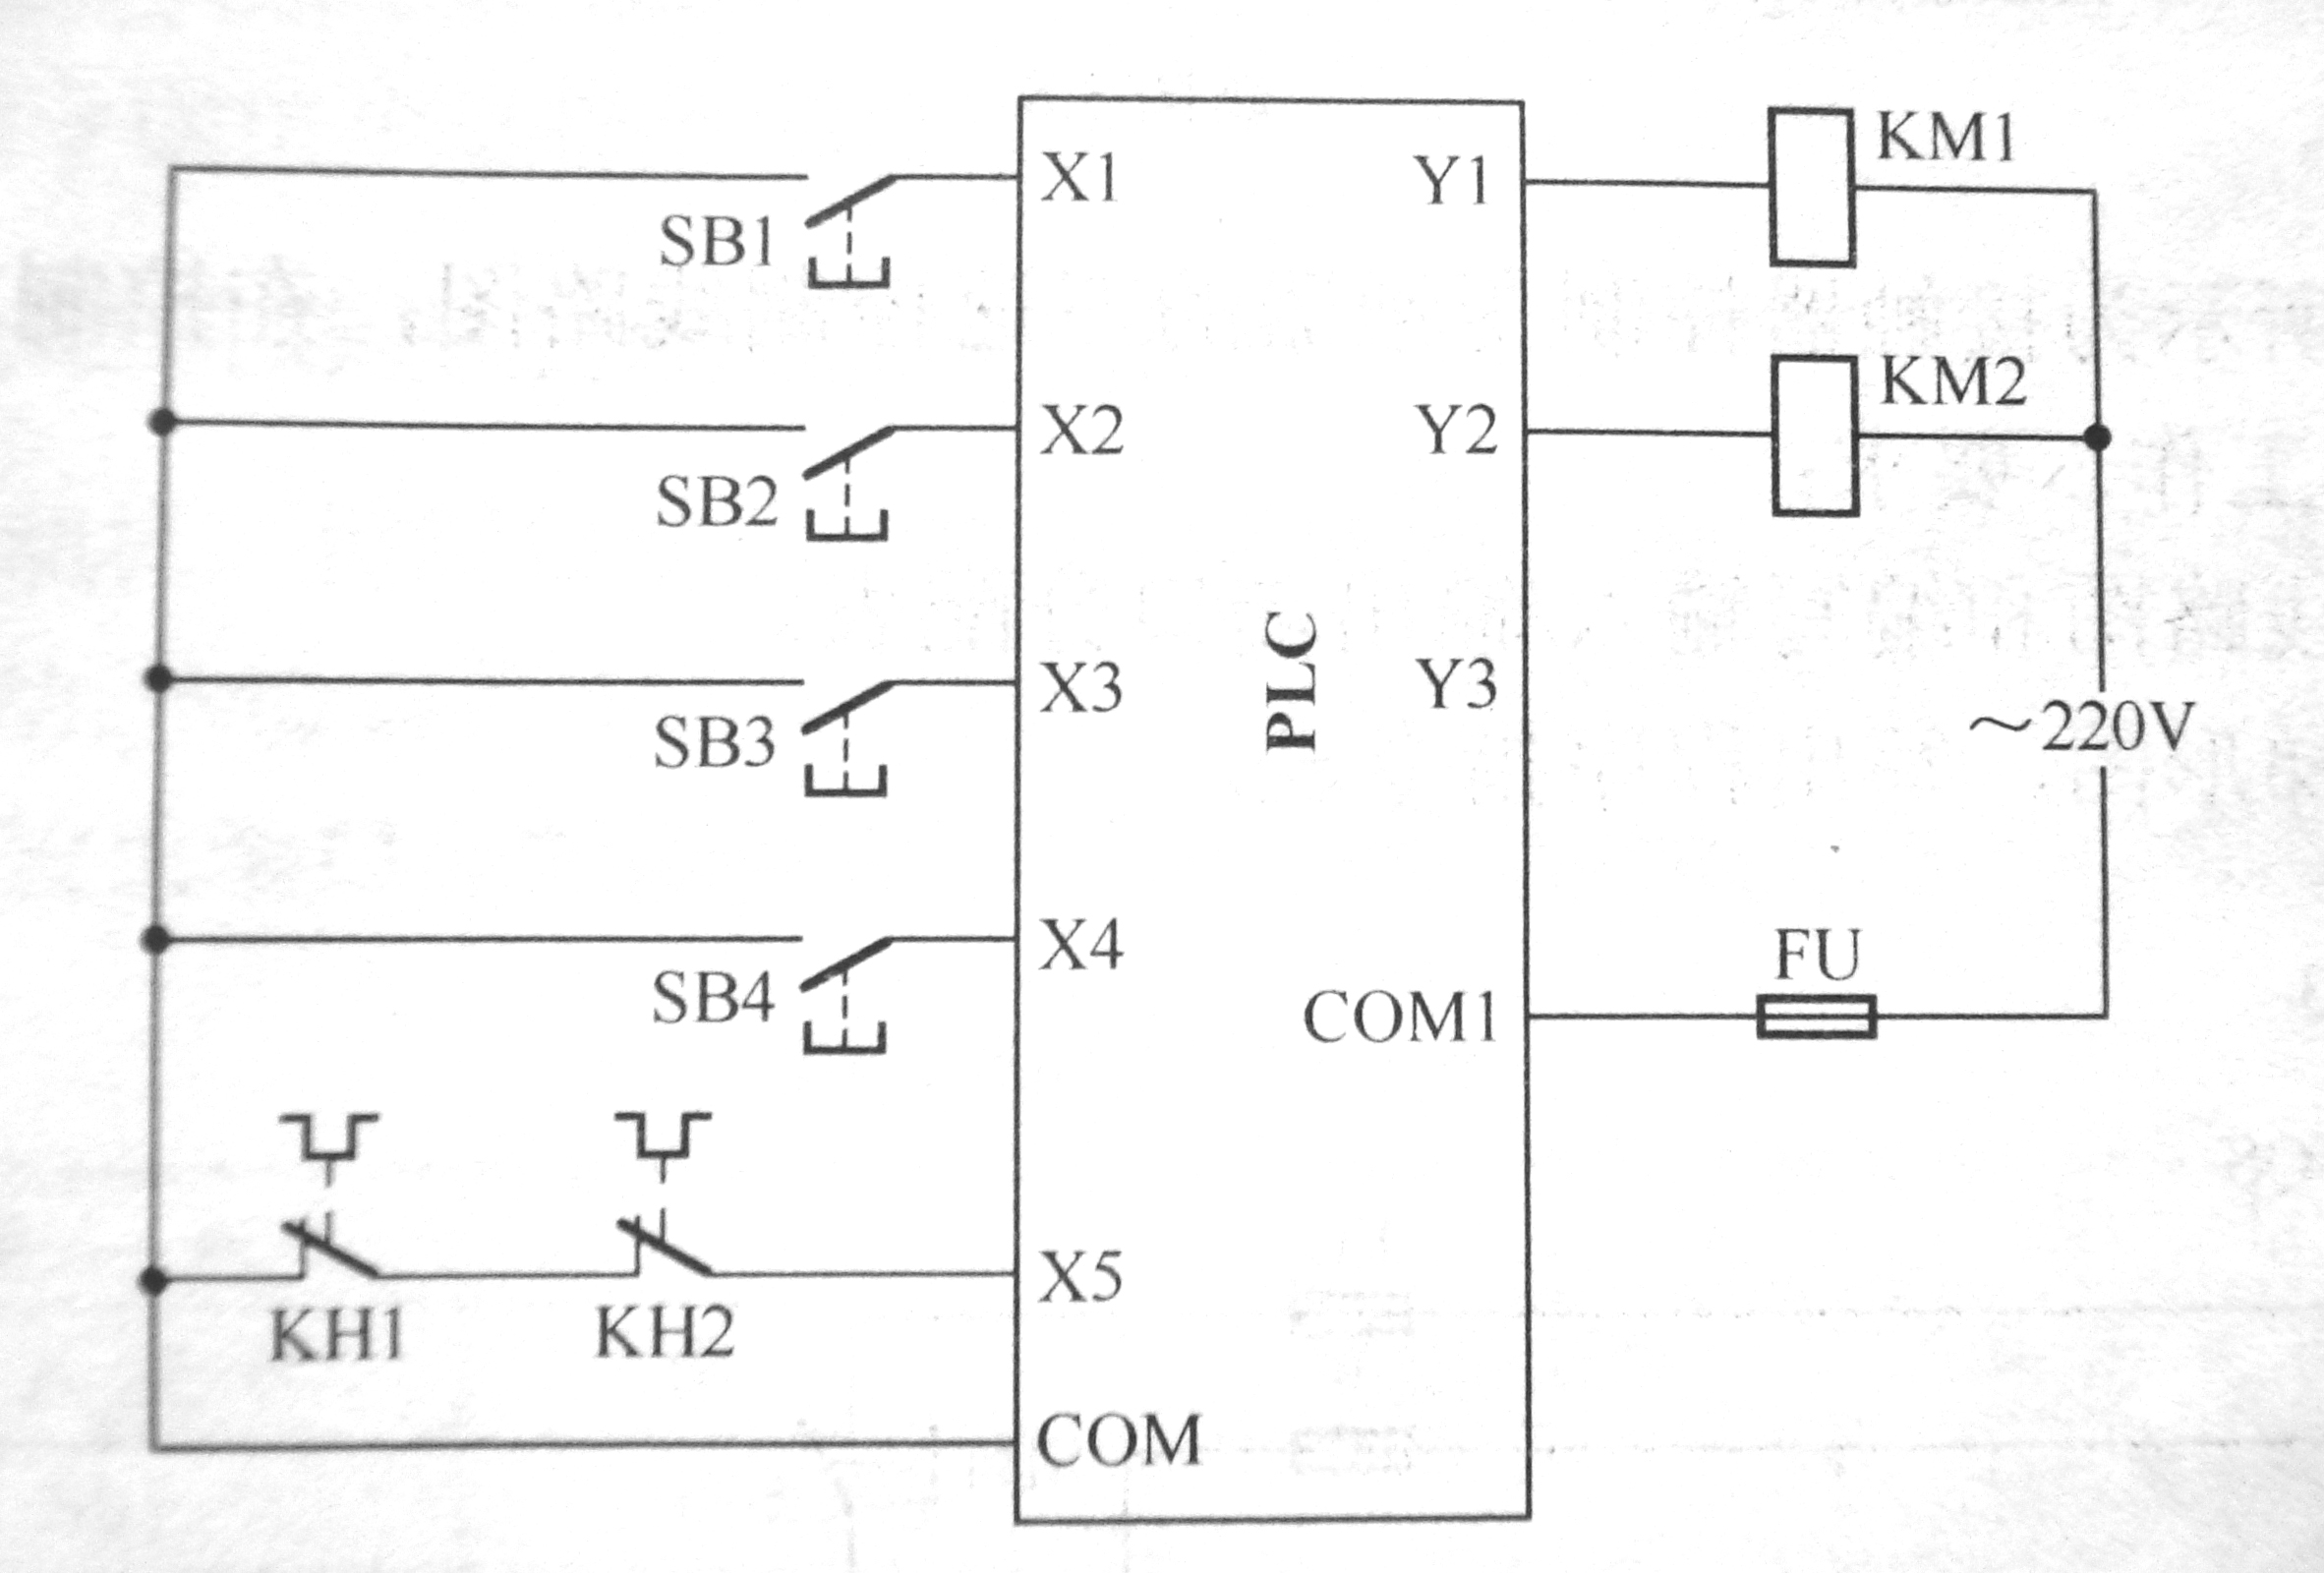 X1 Y1 KM1
SB1
X2 Y2 KM2
SB2
X3 PLC Y3
SB3 ~220V
X4 FU
SB4 COM1
X5
KH1 KH2
COM